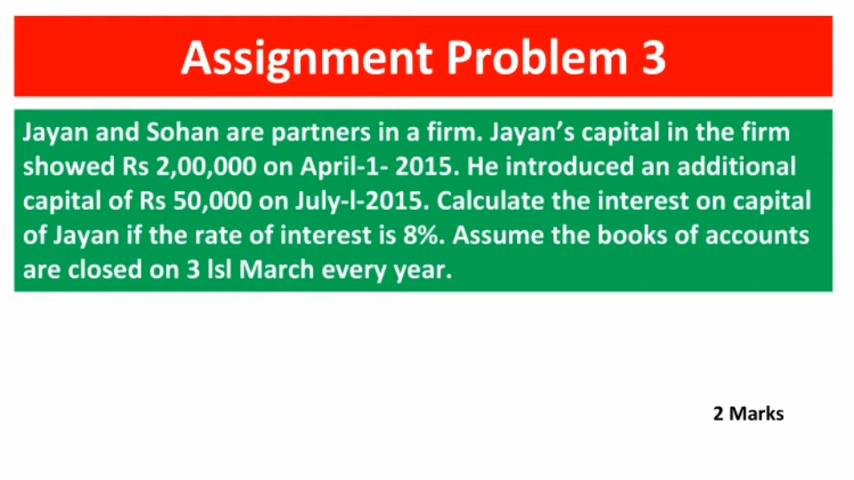 Assignment Problem 3
Jayan and Sohan are partners in a firm. Jayan's capital in the firm
showed Rs 2,00,000 on April-1- 2015. He introduced an additional
capital of Rs 50,000 on July-l-2015. Calculate the interest on capital
of Jayan if the rate of interest is 8%. Assume the books of accounts
are closed on 3 lsl March every year.
2 Marks